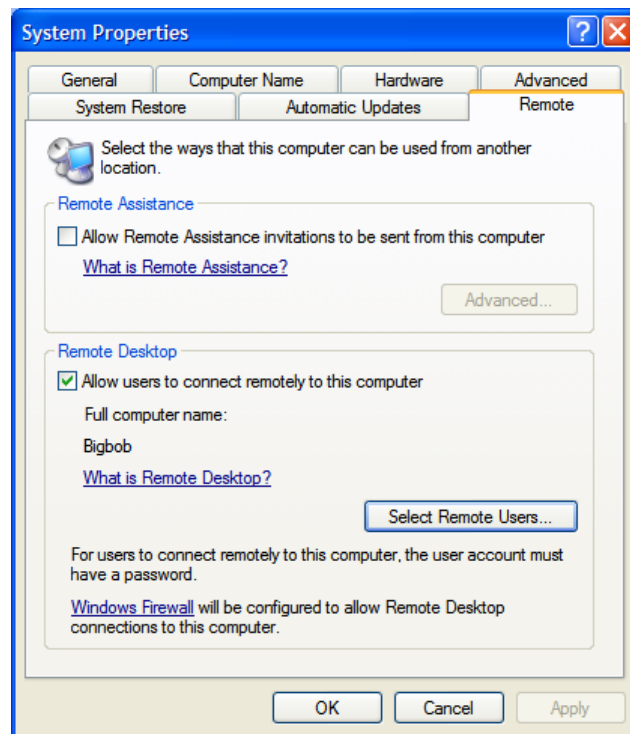 System Properties
General
Computer Name
Hardware
Advanced
System Restore
Automatic Updates
Remote
Select the ways that this computer can be used from another
location.
Remote Assistance
Allow Remote Assistance invitations to be sent from this computer
What is Remote Assistance?
Advanced...
Remote Desktop
Allow users to connect remotely to this computer
Full computer name:
Bigbob
What is Remote Desktop?
Select Remote Users...
For users to connect remotely to this computer, the user account must
have a password.
Windows Firewall will be configured to allow Remote Desktop
connections to this computer.
OK
Cancel
Apply